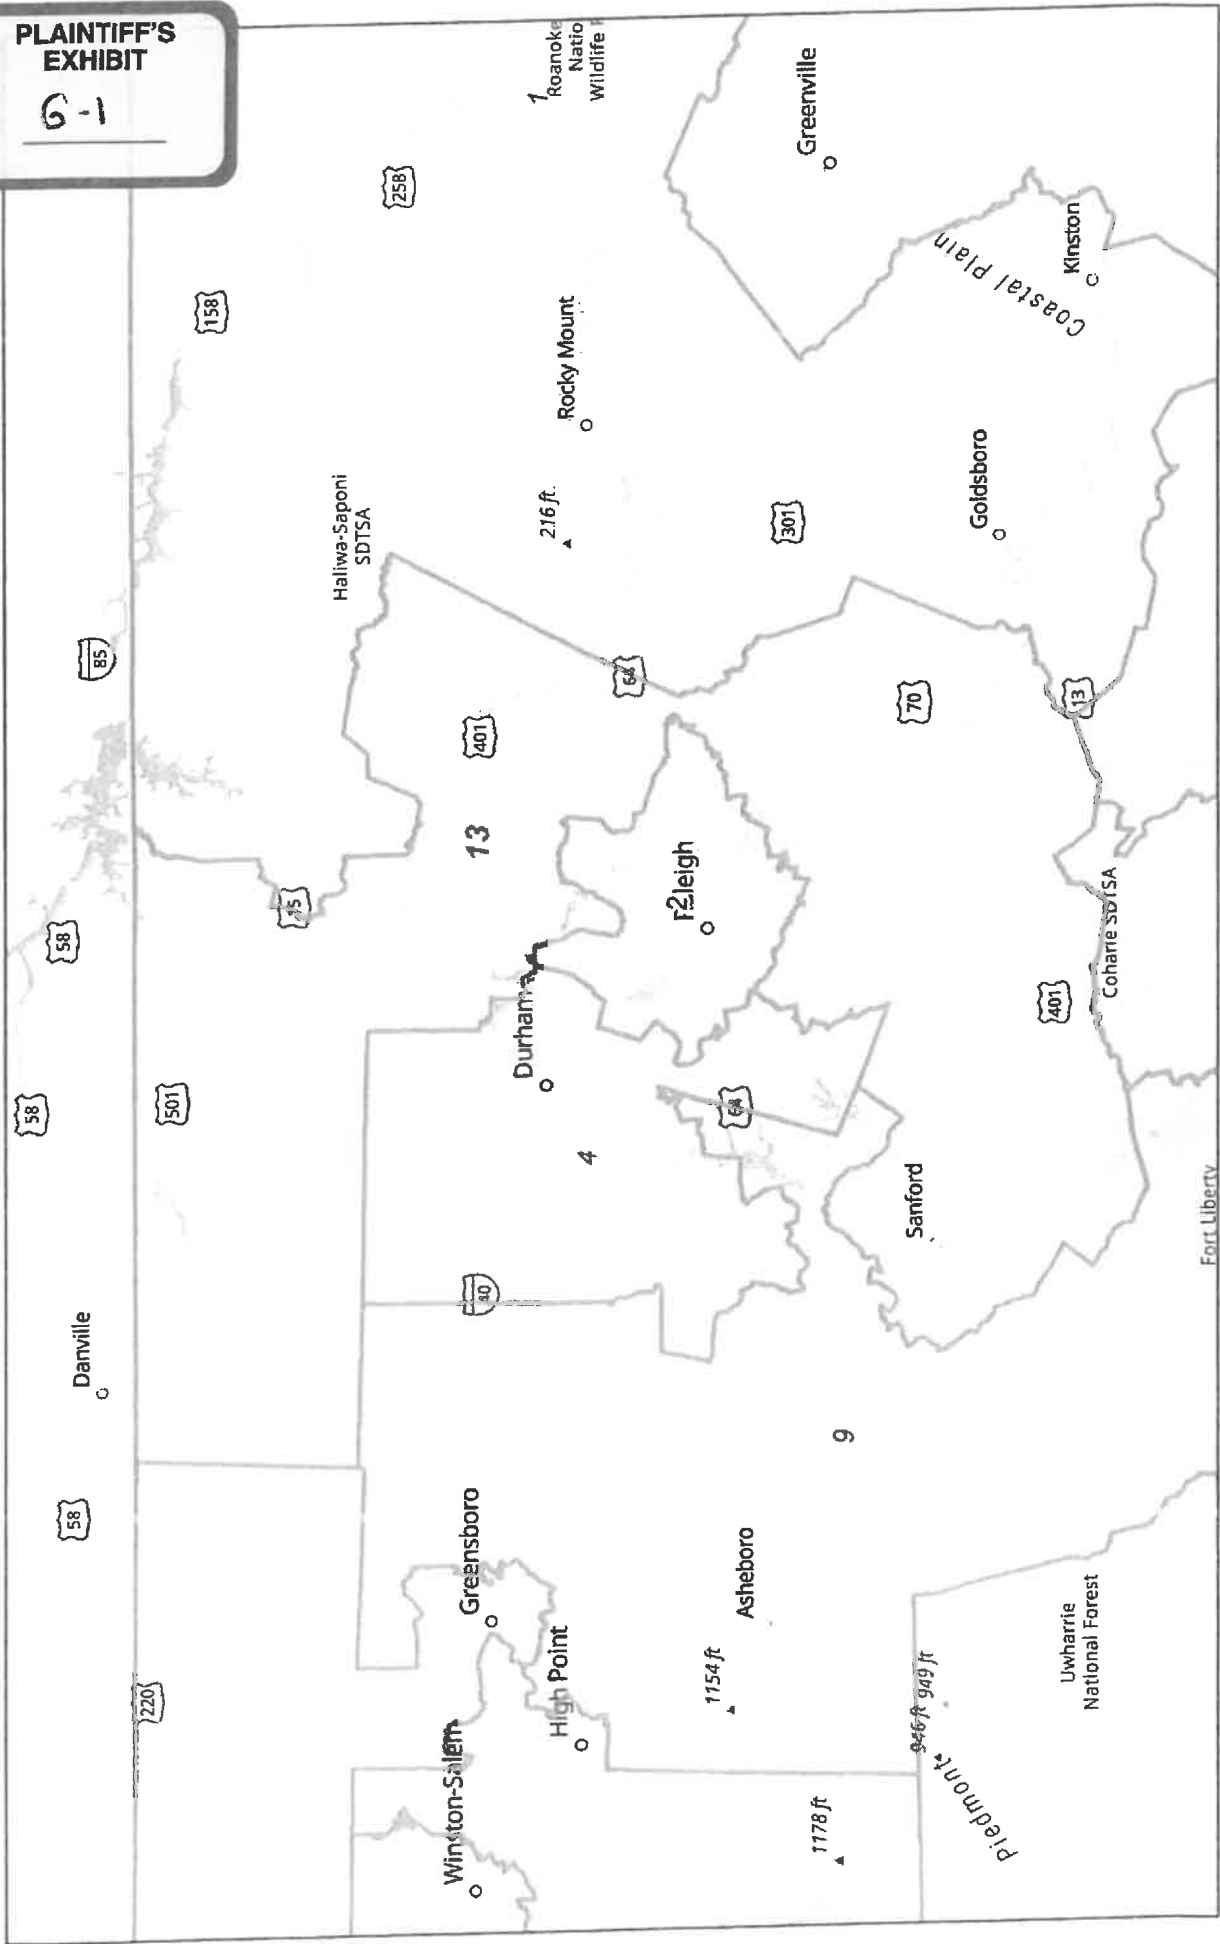 PLAINTIFF'S
EXHIBIT
6-1
58
58
58
85
Danville
220
501
15
158
258
Haliwa-Saponi
SDTSA
1
Roanoke
Natio
Wildlife
Winston-Salem
Greensboro
High Point
40
Durham
13
401
64
216 ft.
Rocky Mount
4
2
64
Greenville
1154 ft
Asheboro
1178 ft
9
Sanford
70
301
Goldsboro
Coastal Plain
Kinston
946 ft
949 ft
Piedmont
Uwharrie
National Forest
401
Coharie SDTSA
13
Fort Liberty